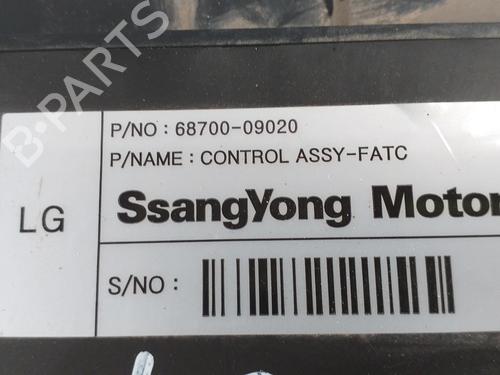 B-PARTS
P/NO : 68700-09020
P/NAME : CONTROL ASSY-FATC
LG
SsangYong Motor
S/NO :